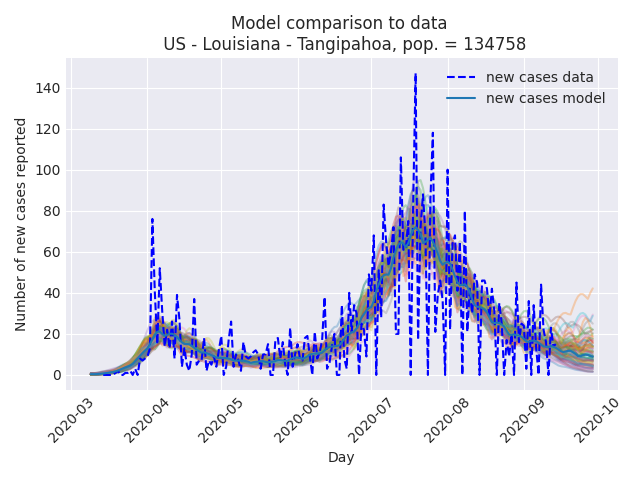 Model comparison to data
US - Louisiana - Tangipahoa, pop. = 134758
new cases data
new cases model
Number of new cases reported
140
120
100
80
60
40
20
0
2020-03
2020-04
2020-05
2020-06
2020-07
2020-08
2020-09
2020-10
Day